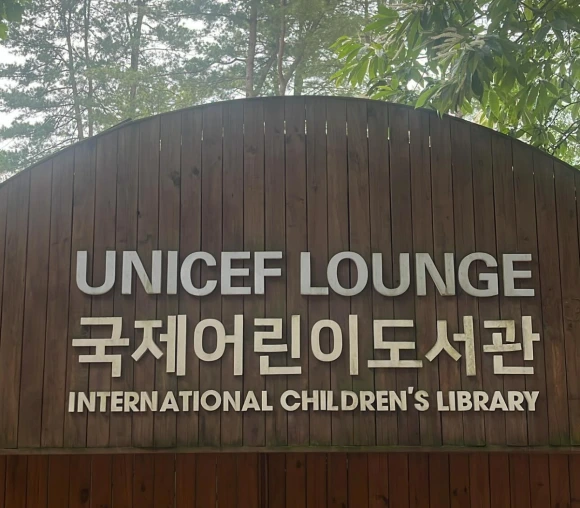 UNICEF LOUNGE
국제어린이도서관
INTERNATIONAL CHILDREN'S LIBRARY